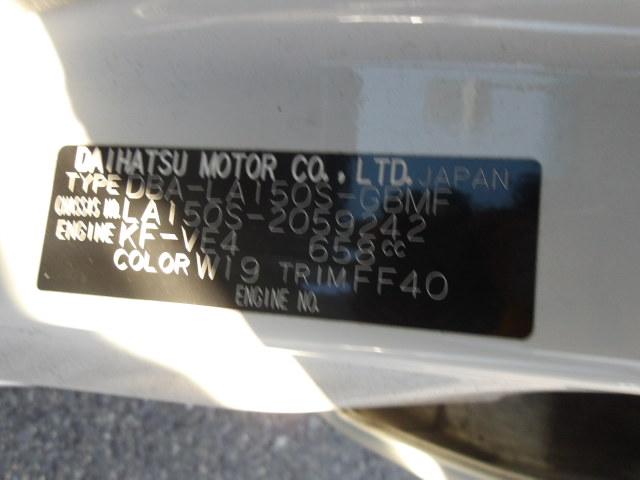 DAIHATSU MOTOR CO., LTD. JAPAN
TYPE DBA-LA150S-GBMF
CHASSIS NO. LA150S-2059242
ENGINE KF-VE4 658cc
COLOR W19 TRIM FF40
ENGINE NO.